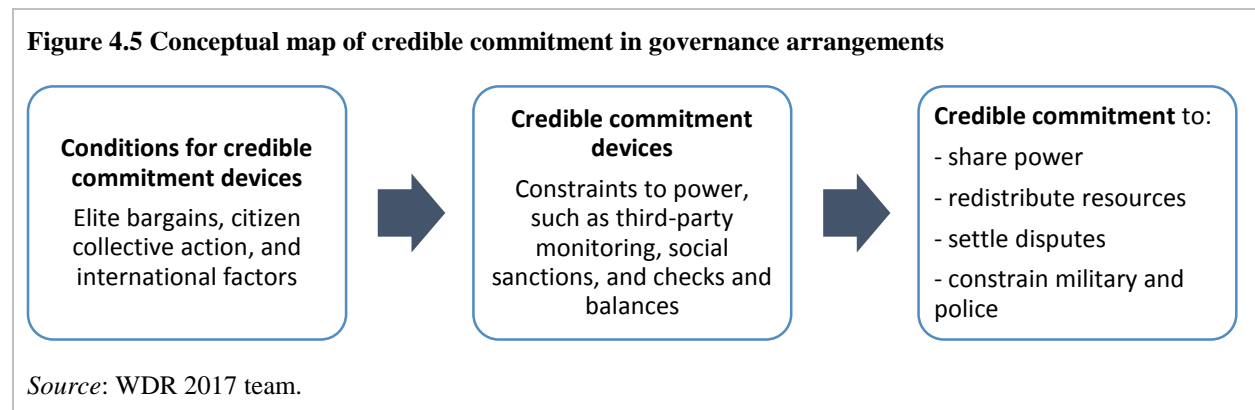 Figure 4.5 Conceptual map of credible commitment in governance arrangements
Conditions for credible
commitment devices
Elite bargains, citizen
collective action, and
international factors
Credible commitment
devices
Constraints to power,
such as third-party
monitoring, social
sanctions, and checks and
balances
Credible commitment to:
- share power
- redistribute resources
- settle disputes
- constrain military and
police
Source: WDR 2017 team.